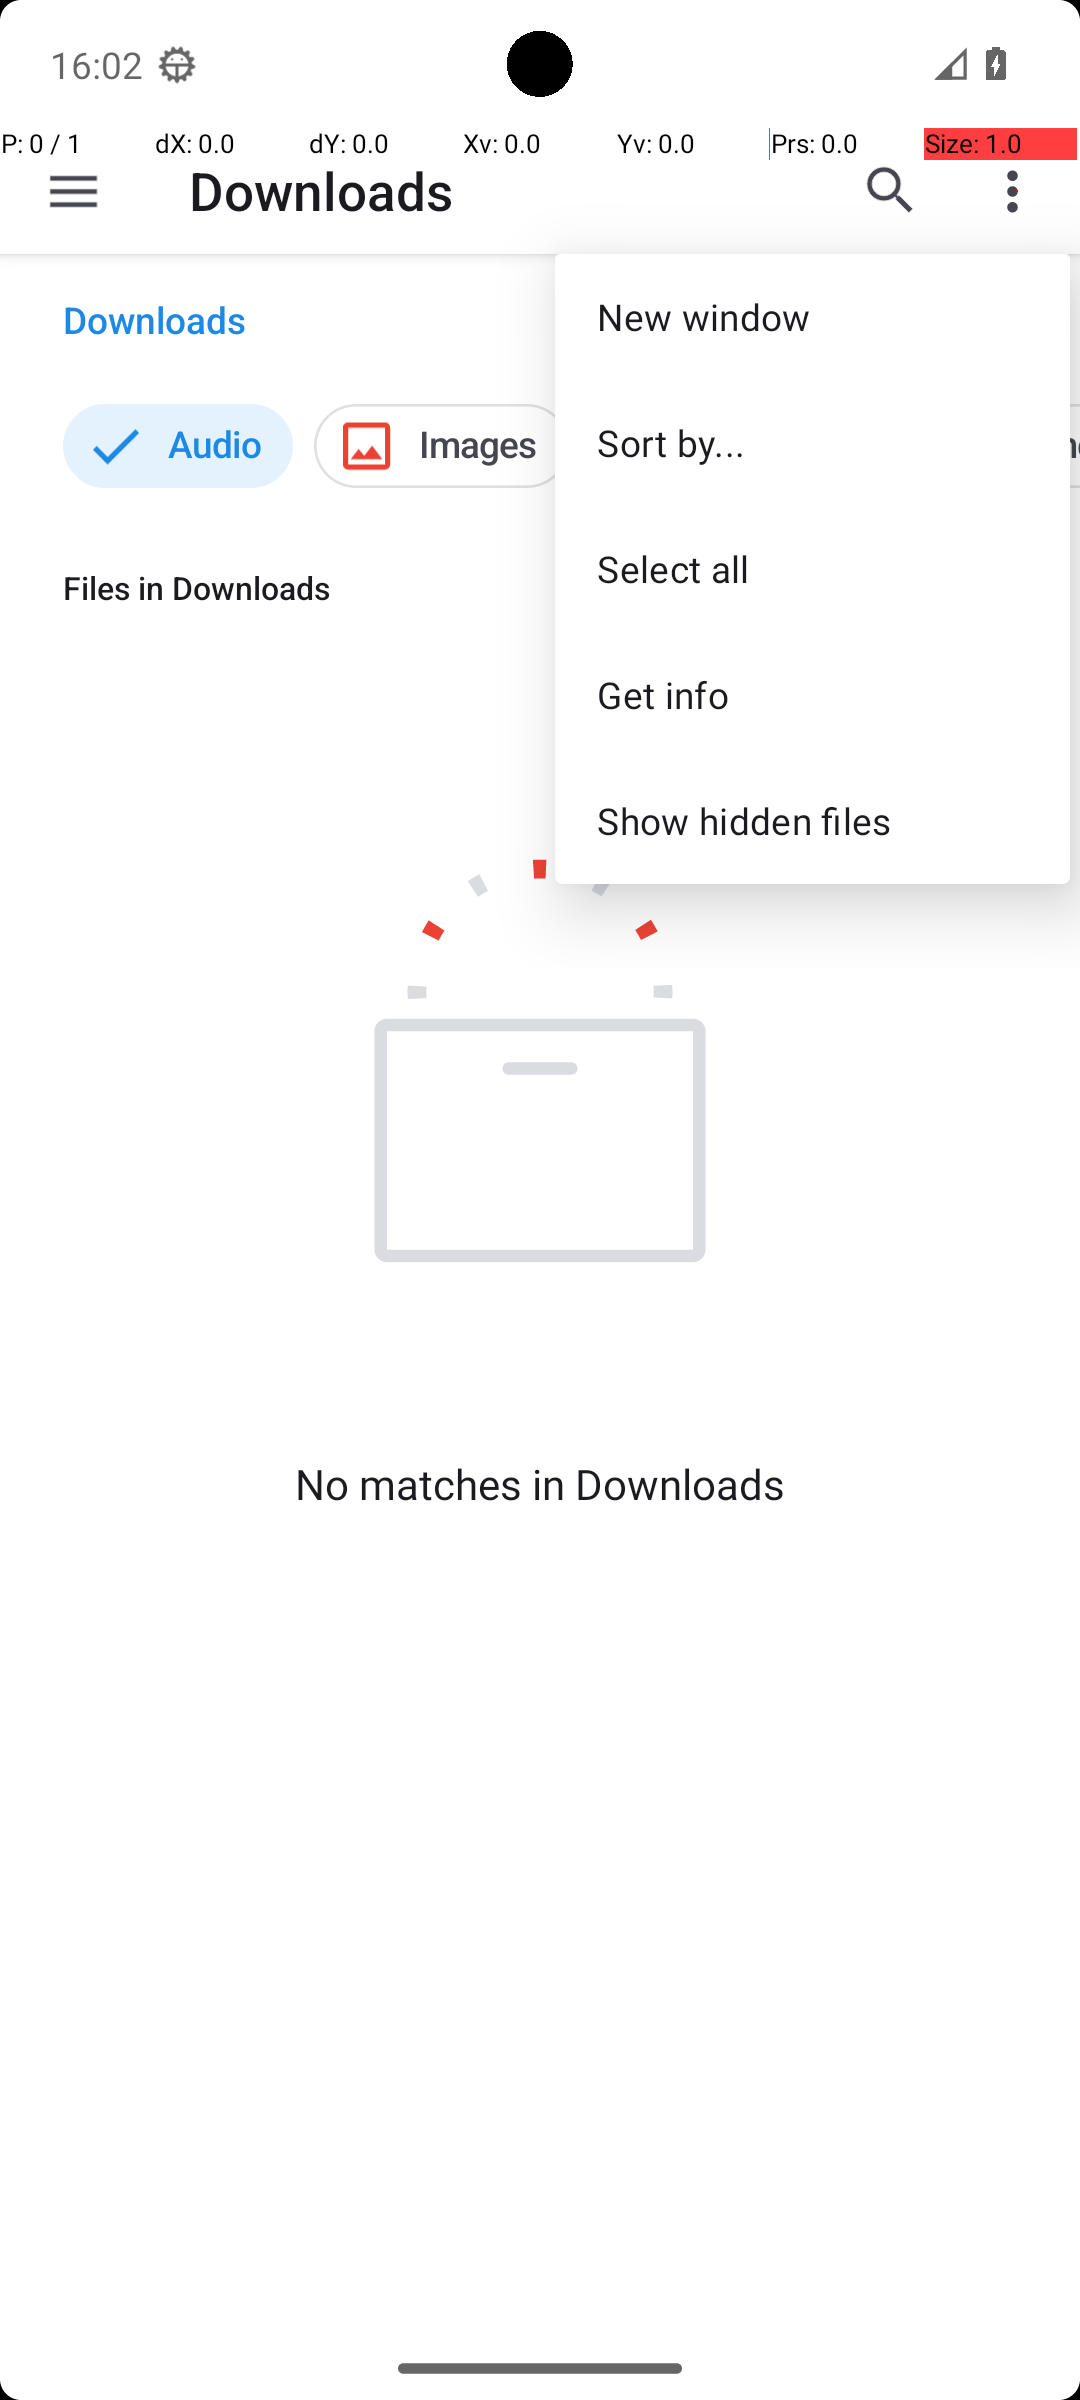 16:02
P: 0 / 1 dX: 0.0 dY: 0.0 Xv: 0.0 Yv: 0.0 Prs: 0.0 Size: 1.0
Downloads
Downloads
New window
Audio
Images
Sort by...
Select all
Files in Downloads
Get info
Show hidden files
No matches in Downloads